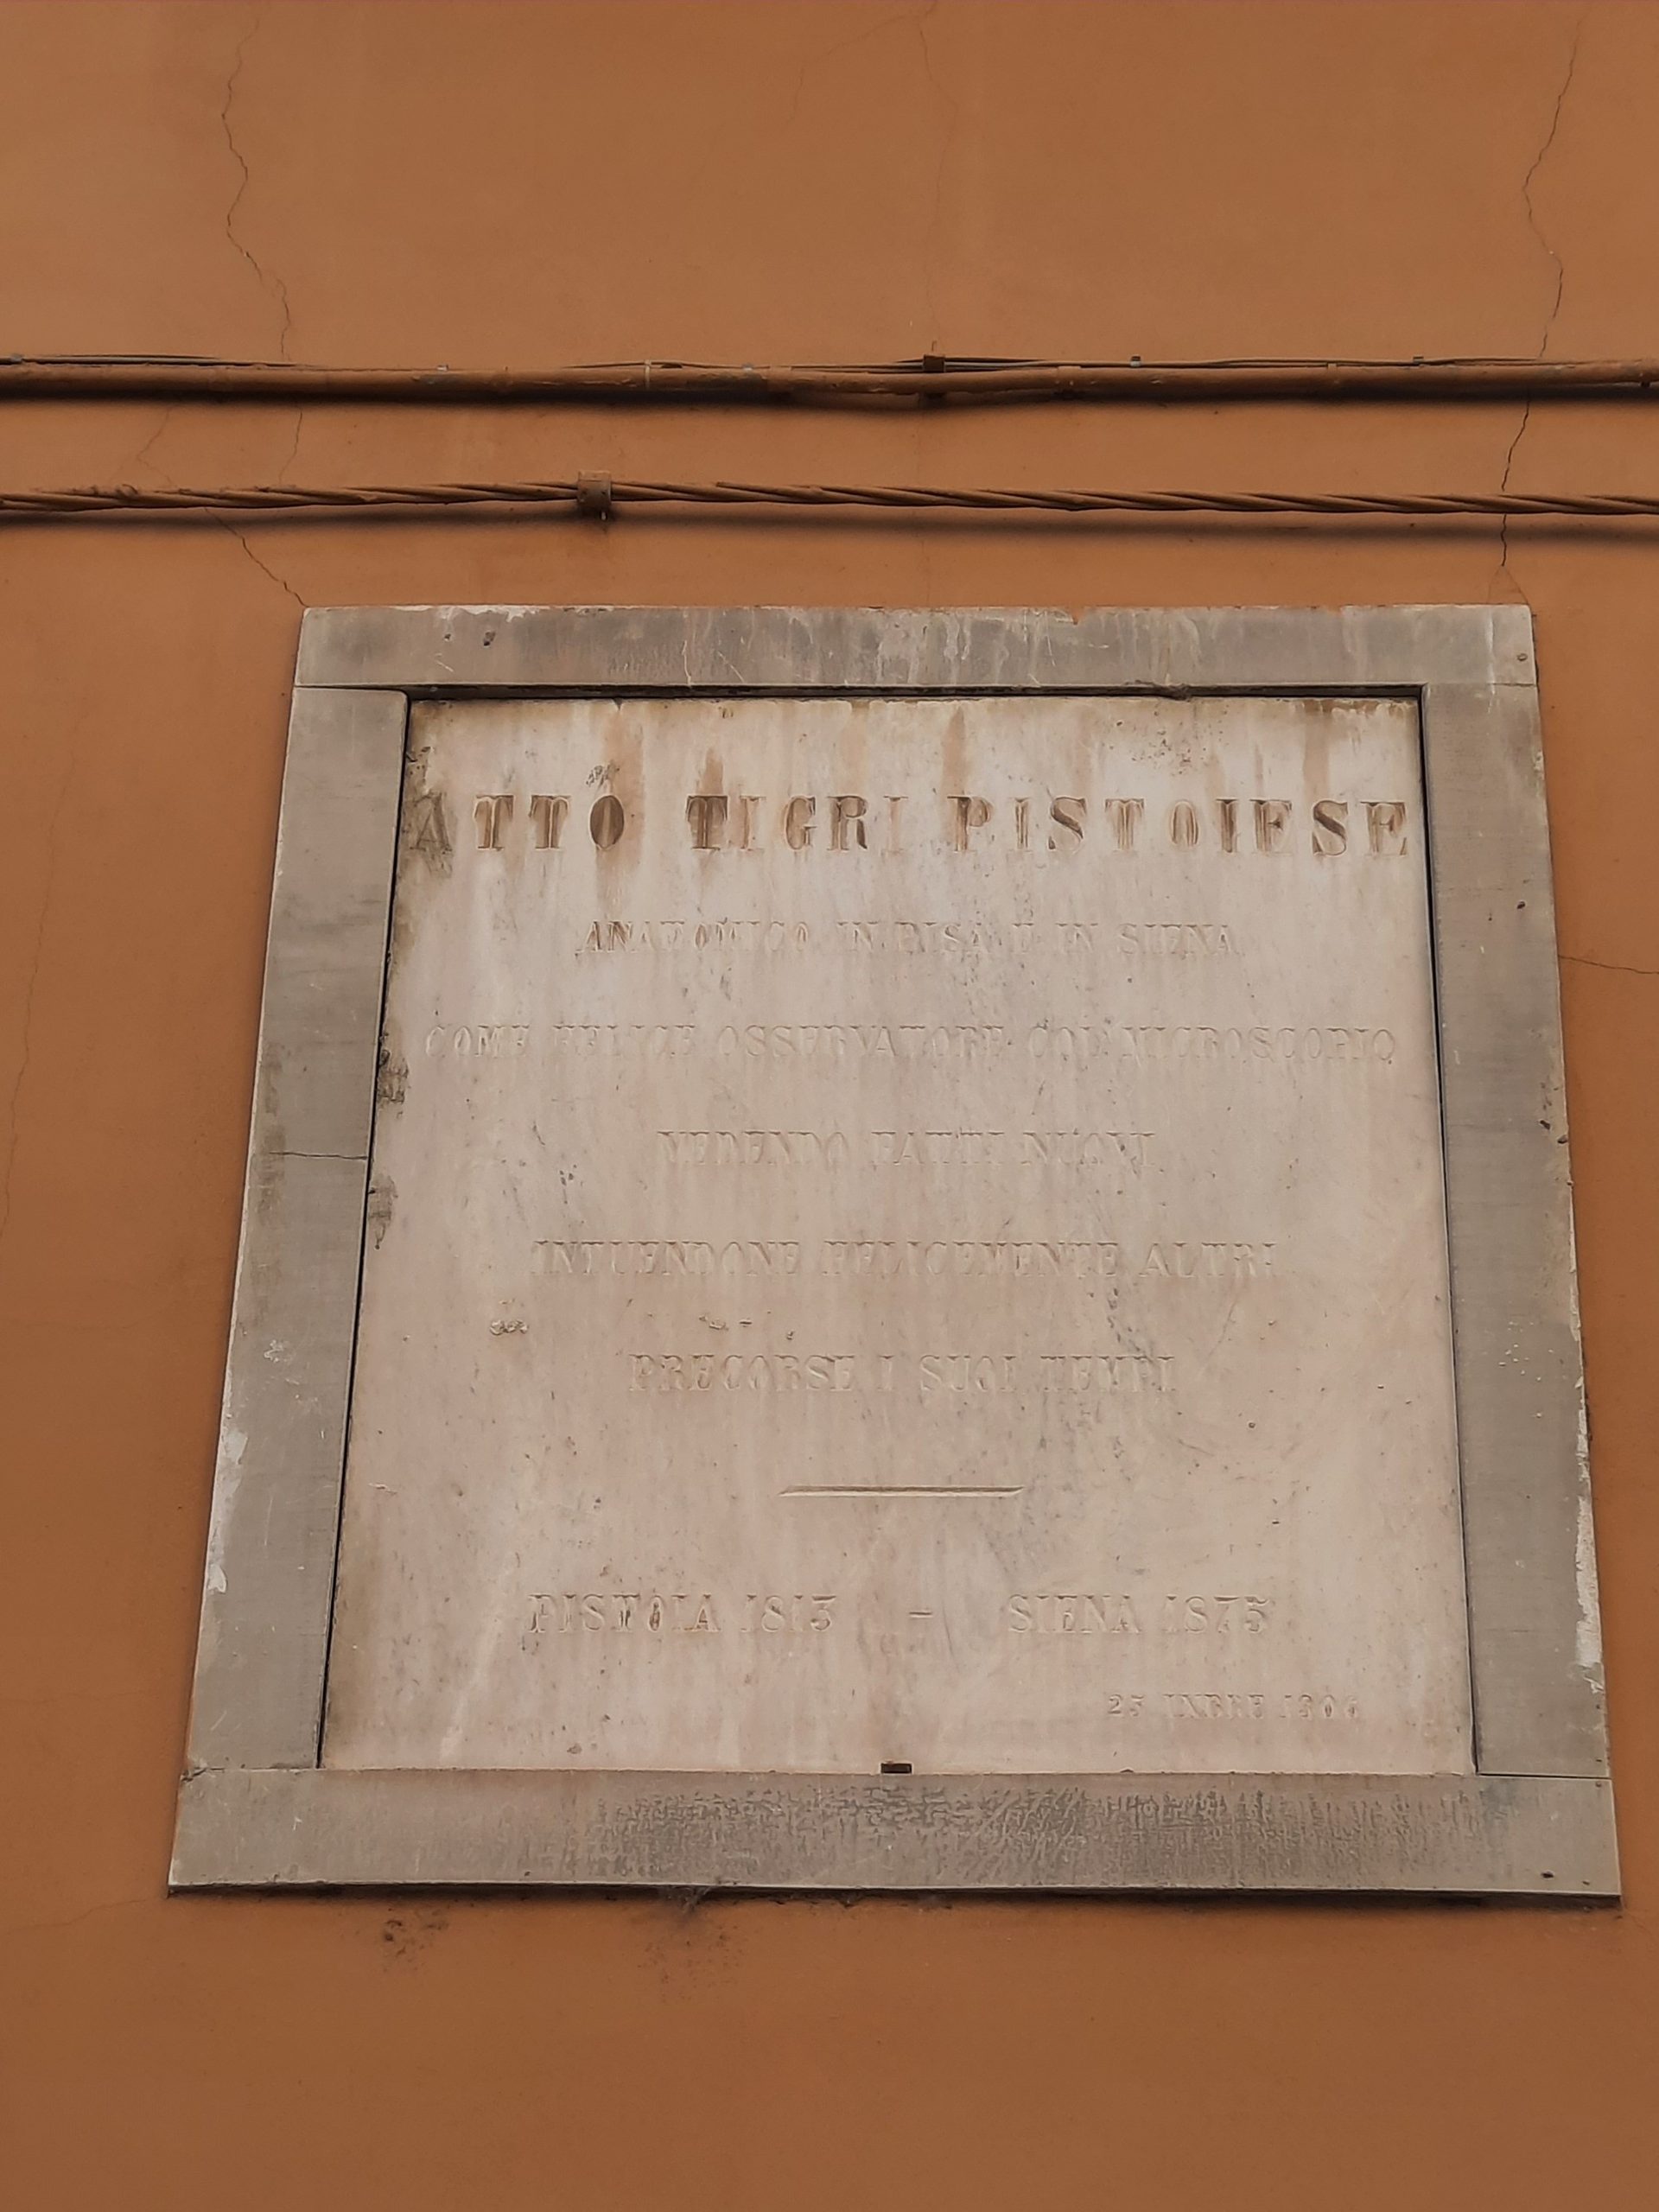 ATTO TIGRI PISTOIESE
ANATOMICO IN PISA E IN SIENA
COME FELICE OSSERVATORE COL MICROSCOPIO
VEDENDO FATTI NUOVI
INTUENDONE FELICEMENTE ALTRI
PRECORSE I SUOI TEMPI
PISTOIA 1813 – SIENA 1875